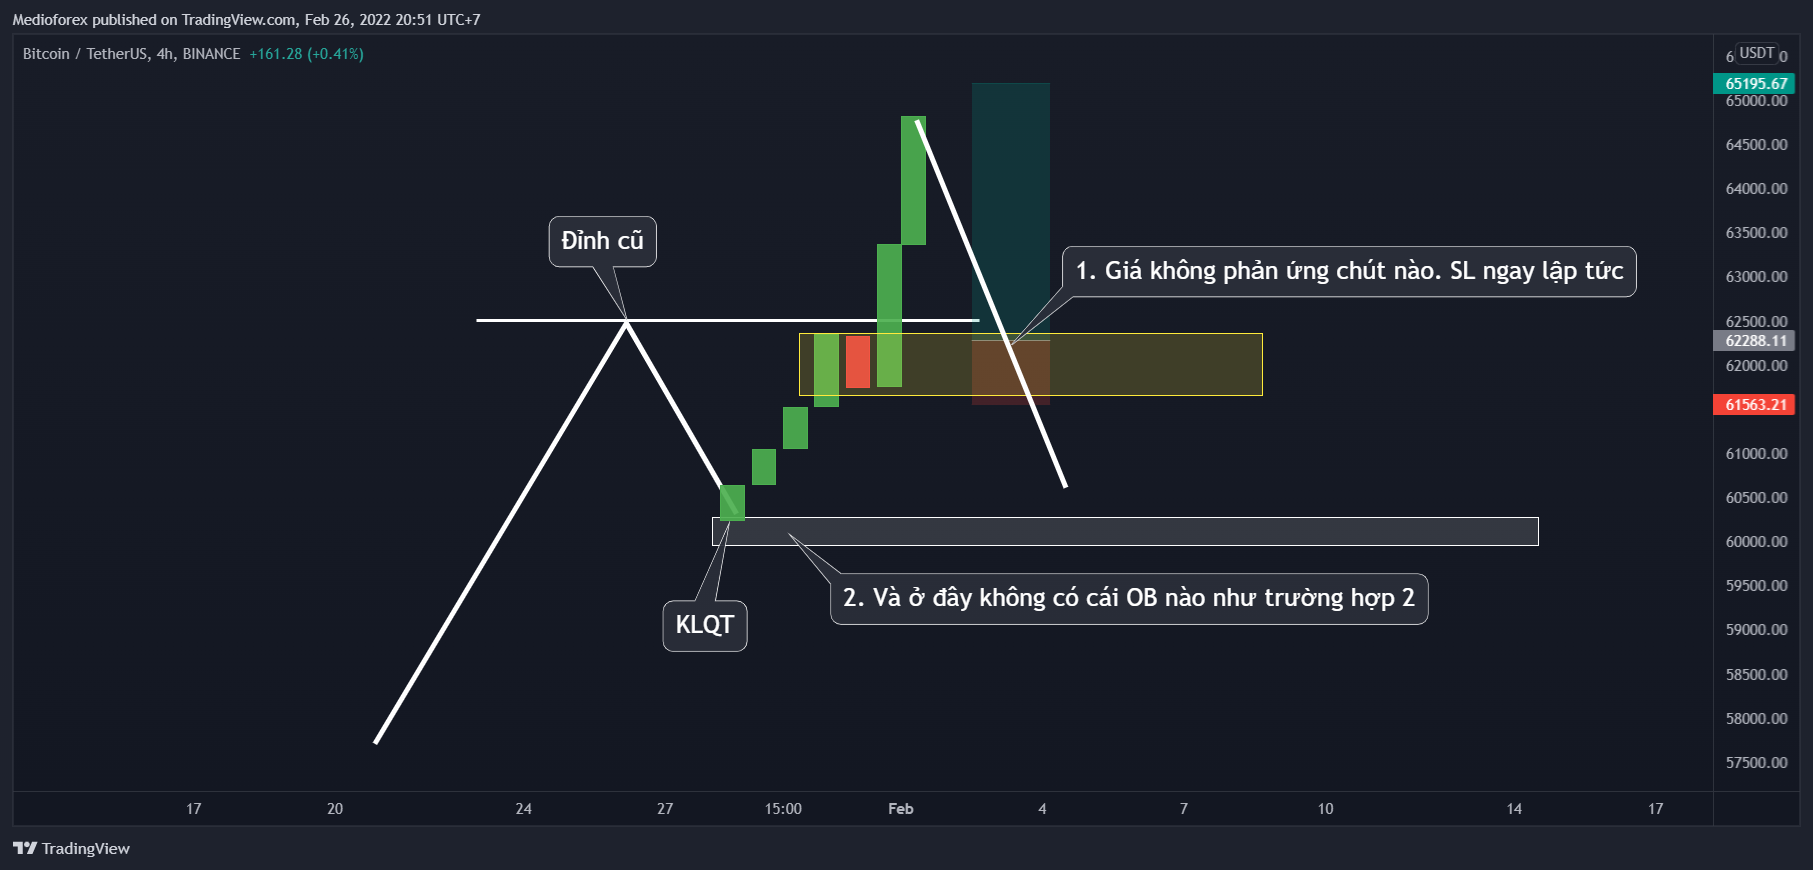 Medioforex published on TradingView.com, Feb 26, 2022 20:51 UTC+7
Bitcoin / TetherUS, 4h, BINANCE +161.28 (+0.41%)
USDT
65195.67
65000.00
64500.00
64000.00
63500.00
63000.00
62500.00
62288.11
62000.00
61563.21
61000.00
60500.00
60000.00
59500.00
59000.00
58500.00
58000.00
57500.00
Đỉnh cũ
1. Giá không phản ứng chút nào. SL ngay lập tức
2. Và ở đây không có cái OB nào như trường hợp 2
KLQT
17 20 24 27 15:00 Feb 4 7 10 14 17
TradingView